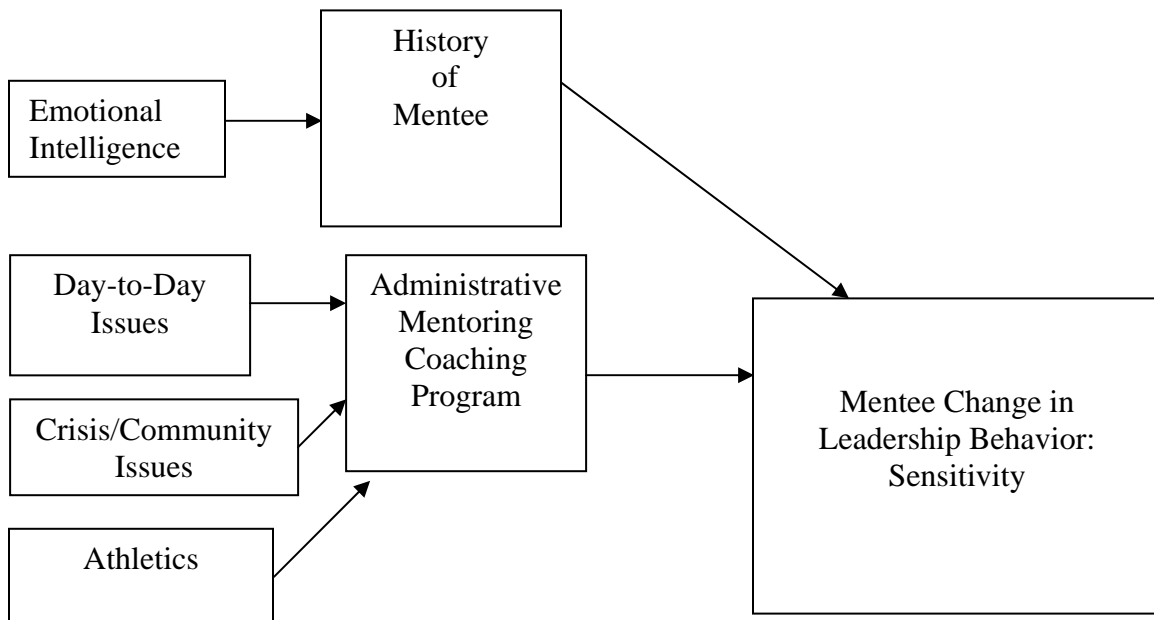 History
of
Mentee
Emotional
Intelligence
Day-to-Day
Issues
Administrative
Mentoring
Coaching
Program
Crisis/Community
Issues
Athletics
Mentee Change in
Leadership Behavior:
Sensitivity